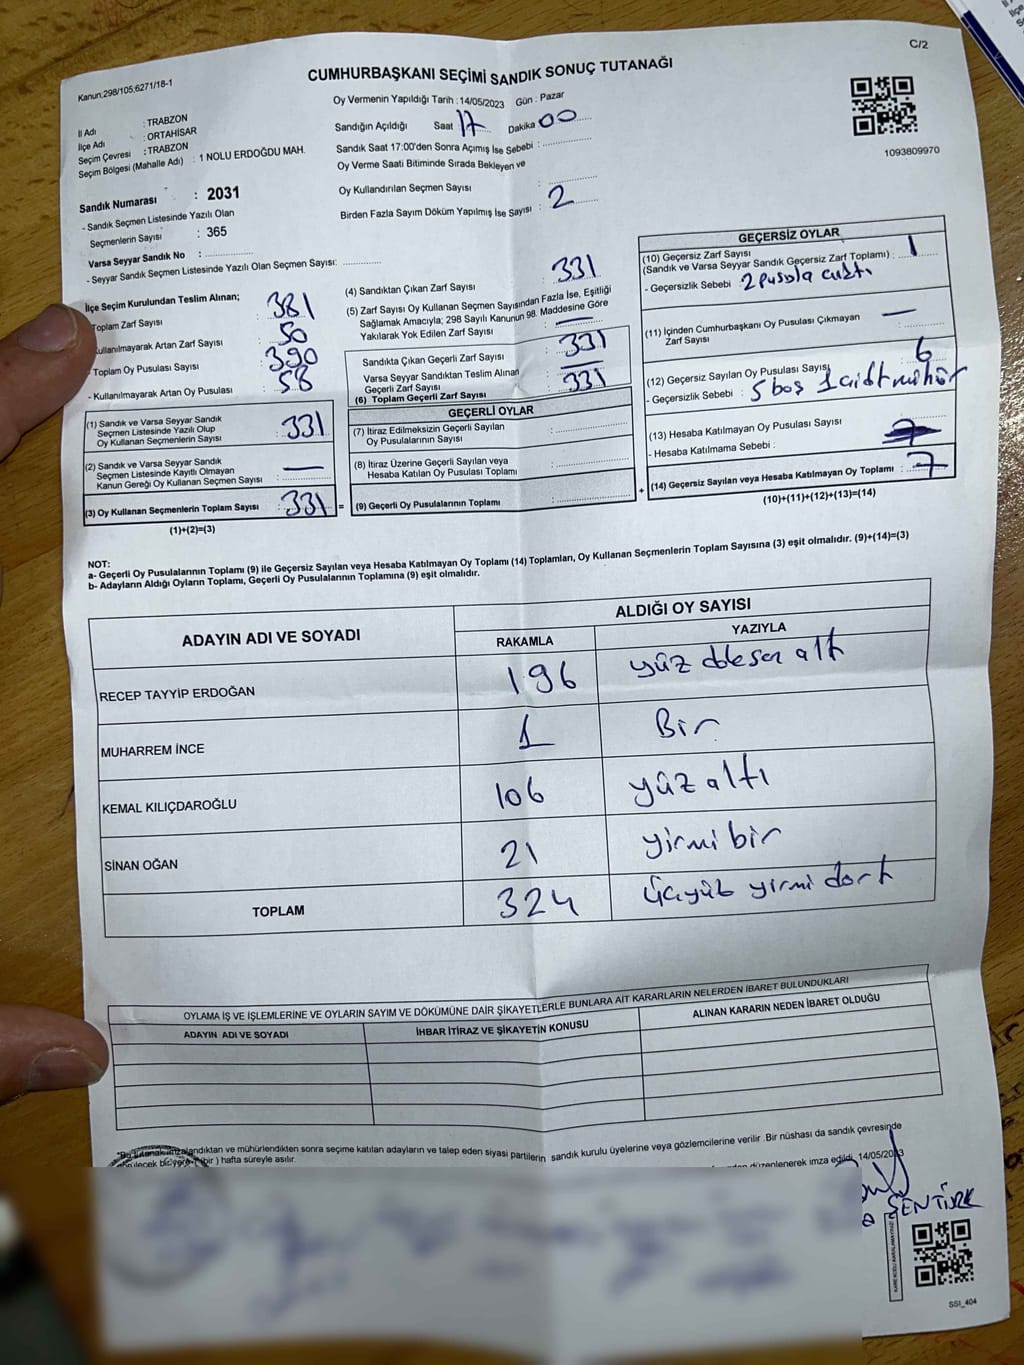 C/2
Kanun:298/105,6271/18-1
CUMHURBAŞKANI SEÇİMİ SANDIK SONUÇ TUTANAĞI
İl Adı : TRABZON
İlçe Adı : ORTAHİSAR
Seçim Çevresi : TRABZON
Seçim Bölgesi (Mahalle Adı) : 1 NOLU ERDOĞDU MAH.
Oy Vermenin Yapıldığı Tarih : 14/05/2023 Gün : Pazar
Sandığın Açıldığı Saat 17 Dakika 00
Sandık Saat 17:00'den Sonra Açımış İse Sebebi :
Oy Verme Saati Bitiminde Sırada Bekleyen ve
Oy Kullandırılan Seçmen Sayısı :
Birden Fazla Sayım Döküm Yapılmış İse Sayısı : 2
1093809970
Sandık Numarası : 2031
- Sandık Seçmen Listesinde Yazılı Olan
Seçmenlerin Sayısı : 365
Varsa Seyyar Sandık No :
- Seyyar Sandık Seçmen Listesinde Yazılı Olan Seçmen Sayısı:
İlçe Seçim Kurulundan Teslim Alınan;
Toplam Zarf Sayısı : 381
Kullanılmayarak Artan Zarf Sayısı : 50
- Toplam Oy Pusulası Sayısı : 390
- Kullanılmayarak Artan Oy Pusulası : 58
(1) Sandık ve Varsa Seyyar Sandık
Seçmen Listesinde Yazılı Olup
Oy Kullanan Seçmenlerin Sayısı : 331
(2) Sandık ve Varsa Seyyar Sandık
Seçmen Listesinde Kayıtlı Olmayan
Kanun Gereği Oy Kullanan Seçmen Sayısı : —
(3) Oy Kullanan Seçmenlerin Toplam Sayısı : 331 =
(1)+(2)=(3)
(4) Sandıktan Çıkan Zarf Sayısı 331
(5) Zarf Sayısı Oy Kullanan Seçmen Sayısından Fazla İse, Eşitliği
Sağlamak Amacıyla; 298 Sayılı Kanunun 98. Maddesine Göre
Yakılarak Yok Edilen Zarf Sayısı —
Sandıkta Çıkan Geçerli Zarf Sayısı : 331
Varsa Seyyar Sandıktan Teslim Alınan
Geçerli Zarf Sayısı : —
(6) Toplam Geçerli Zarf Sayısı : 331
GEÇERLİ OYLAR
(7) İtiraz Edilmeksizin Geçerli Sayılan
Oy Pusulalarının Sayısı :
(8) İtiraz Üzerine Geçerli Sayılan veya
Hesaba Katılan Oy Pusulası Toplamı :
(9) Geçerli Oy Pusulalarının Toplamı : +
GEÇERSİZ OYLAR
(10) Geçersiz Zarf Sayısı
(Sandık ve Varsa Seyyar Sandık Geçersiz Zarf Toplamı) : 1
- Geçersizlik Sebebi 2 pusula çıktı
(11) İçinden Cumhurbaşkanı Oy Pusulası Çıkmayan
Zarf Sayısı —
(12) Geçersiz Sayılan Oy Pusulası Sayısı 6
- Geçersizlik Sebebi : 5 boş 1 çift mühür
(13) Hesaba Katılmayan Oy Pusulası Sayısı
- Hesaba Katılmama Sebebi :
(14) Geçersiz Sayılan veya Hesaba Katılmayan Oy Toplamı : 7
(10)+(11)+(12)+(13)=(14)
NOT:
a- Geçerli Oy Pusulalarının Toplamı (9) ile Geçersiz Sayılan veya Hesaba Katılmayan Oy Toplamı (14) Toplamları, Oy Kullanan Seçmenlerin Toplam Sayısına (3) eşit olmalıdır. (9)+(14)=(3)
b- Adayların Aldığı Oyların Toplamı, Geçerli Oy Pusulalarının Toplamına (9) eşit olmalıdır.
ADAYIN ADI VE SOYADI ALDIĞI OY SAYISI
RAKAMLA YAZIYLA
RECEP TAYYİP ERDOĞAN 196 yüz altı
MUHARREM İNCE 1 Bir
KEMAL KILIÇDAROĞLU 106 yüz altı
SİNAN OĞAN 21 yirmi bir
TOPLAM 324 yirmi dört
OYLAMA İŞ VE İŞLEMLERİNE VE OYLARIN SAYIM VE DÖKÜMÜNE DAİR ŞİKAYETLERLE BUNLARA AİT KARARLARIN NELERDEN İBARET BULUNDUKLARI
ADAYIN ADI VE SOYADI İHBAR İTİRAZ VE ŞİKAYETİN KONUSU ALINAN KARARIN NEDEN İBARET OLDUĞU
mühürlendikten sonra seçime katılan adayların ve talep eden siyasi partilerin sandık kurulu üyelerine veya gözlemcilerine verilir .Bir nüshası da sandık çevresinde
hafta süreyle asılır. düzenlenerek imza edildi. 14/05/2023
ŞENTÜRK
SSI_404